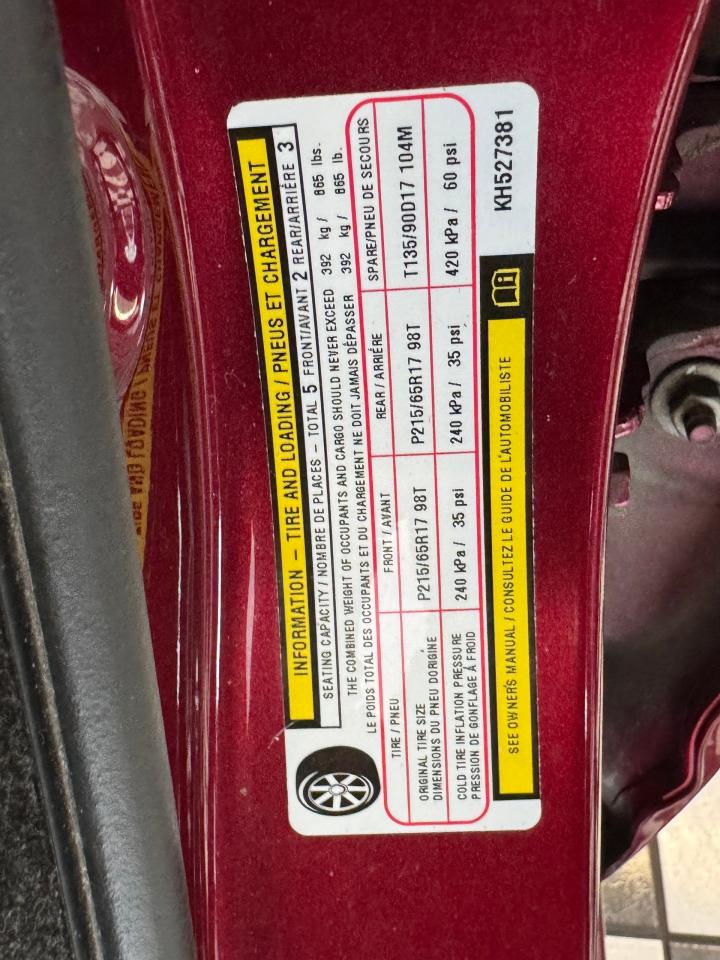 INFORMATION – TIRE AND LOADING / PNEUS ET CHARGEMENT
SEATING CAPACITY / NOMBRE DE PLACES – TOTAL 5 FRONT/AVANT 2 REAR/ARRIÈRE 3
THE COMBINED WEIGHT OF OCCUPANTS AND CARGO SHOULD NEVER EXCEED 392 kg / 865 lbs.
LE POIDS TOTAL DES OCCUPANTS ET DU CHARGEMENT NE DOIT JAMAIS DÉPASSER 392 kg / 865 lb.
TIRE / PNEU FRONT / AVANT REAR / ARRIÈRE SPARE/PNEU DE SECOURS
ORIGINAL TIRE SIZE
DIMENSIONS DU PNEU DORIGINE
P215/65R17 98T P215/65R17 98T T135/90D17 104M
COLD TIRE INFLATION PRESSURE
PRESSION DE GONFLAGE À FROID
240 kPa / 35 psi 240 kPa / 35 psi 420 kPa / 60 psi
SEE OWNER'S MANUAL / CONSULTEZ LE GUIDE DE L'AUTOMOBILISTE
KH527381